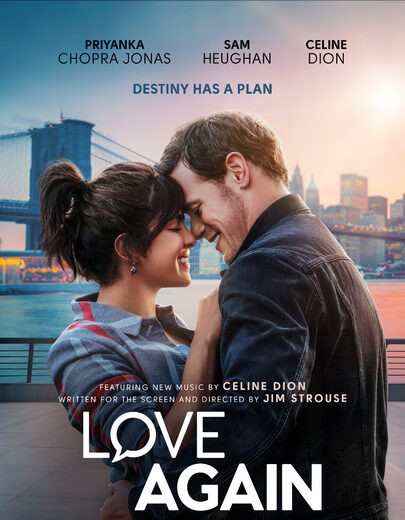 PRIYANKA SAM CELINE
CHOPRA JONAS HEUGHAN DION
DESTINY HAS A PLAN
FEATURING NEW MUSIC BY CELINE DION
WRITTEN FOR THE SCREEN AND DIRECTED BY JIM STROUSE
LOVE
AGAIN